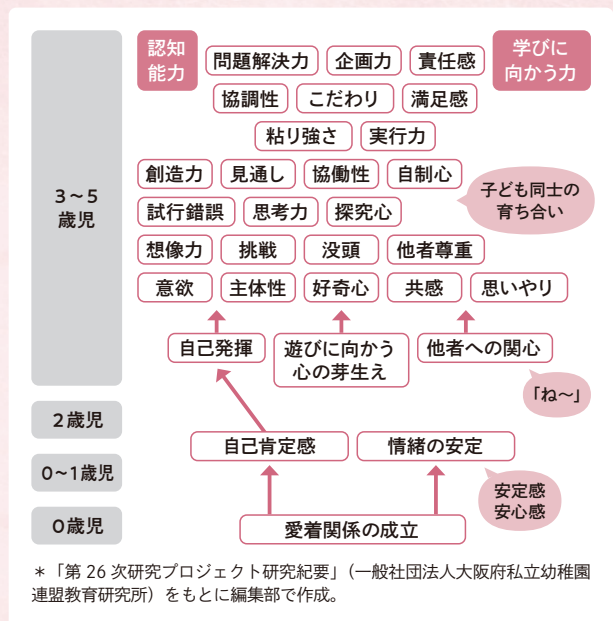 認知
能力
学びに
向かう力
問題解決力
企画力
責任感
協調性
こだわり
満足感
粘り強さ
実行力
3~5
歳児
創造力
見通し
協働性
自制心
子ども同士の
育ち合い
試行錯誤
思考力
探究心
想像力
挑戦
没頭
他者尊重
意欲
主体性
好奇心
共感
思いやり
自己発揮
遊びに向かう
心の芽生え
他者への関心
「ね〜」
2歳児
自己肯定感
情緒の安定
0~1歳児
安定感
安心感
0歳児
愛着関係の成立
*「第 26 次研究プロジェクト研究紀要」(一般社団法人大阪府私立幼稚園
連盟教育研究所)をもとに編集部で作成。